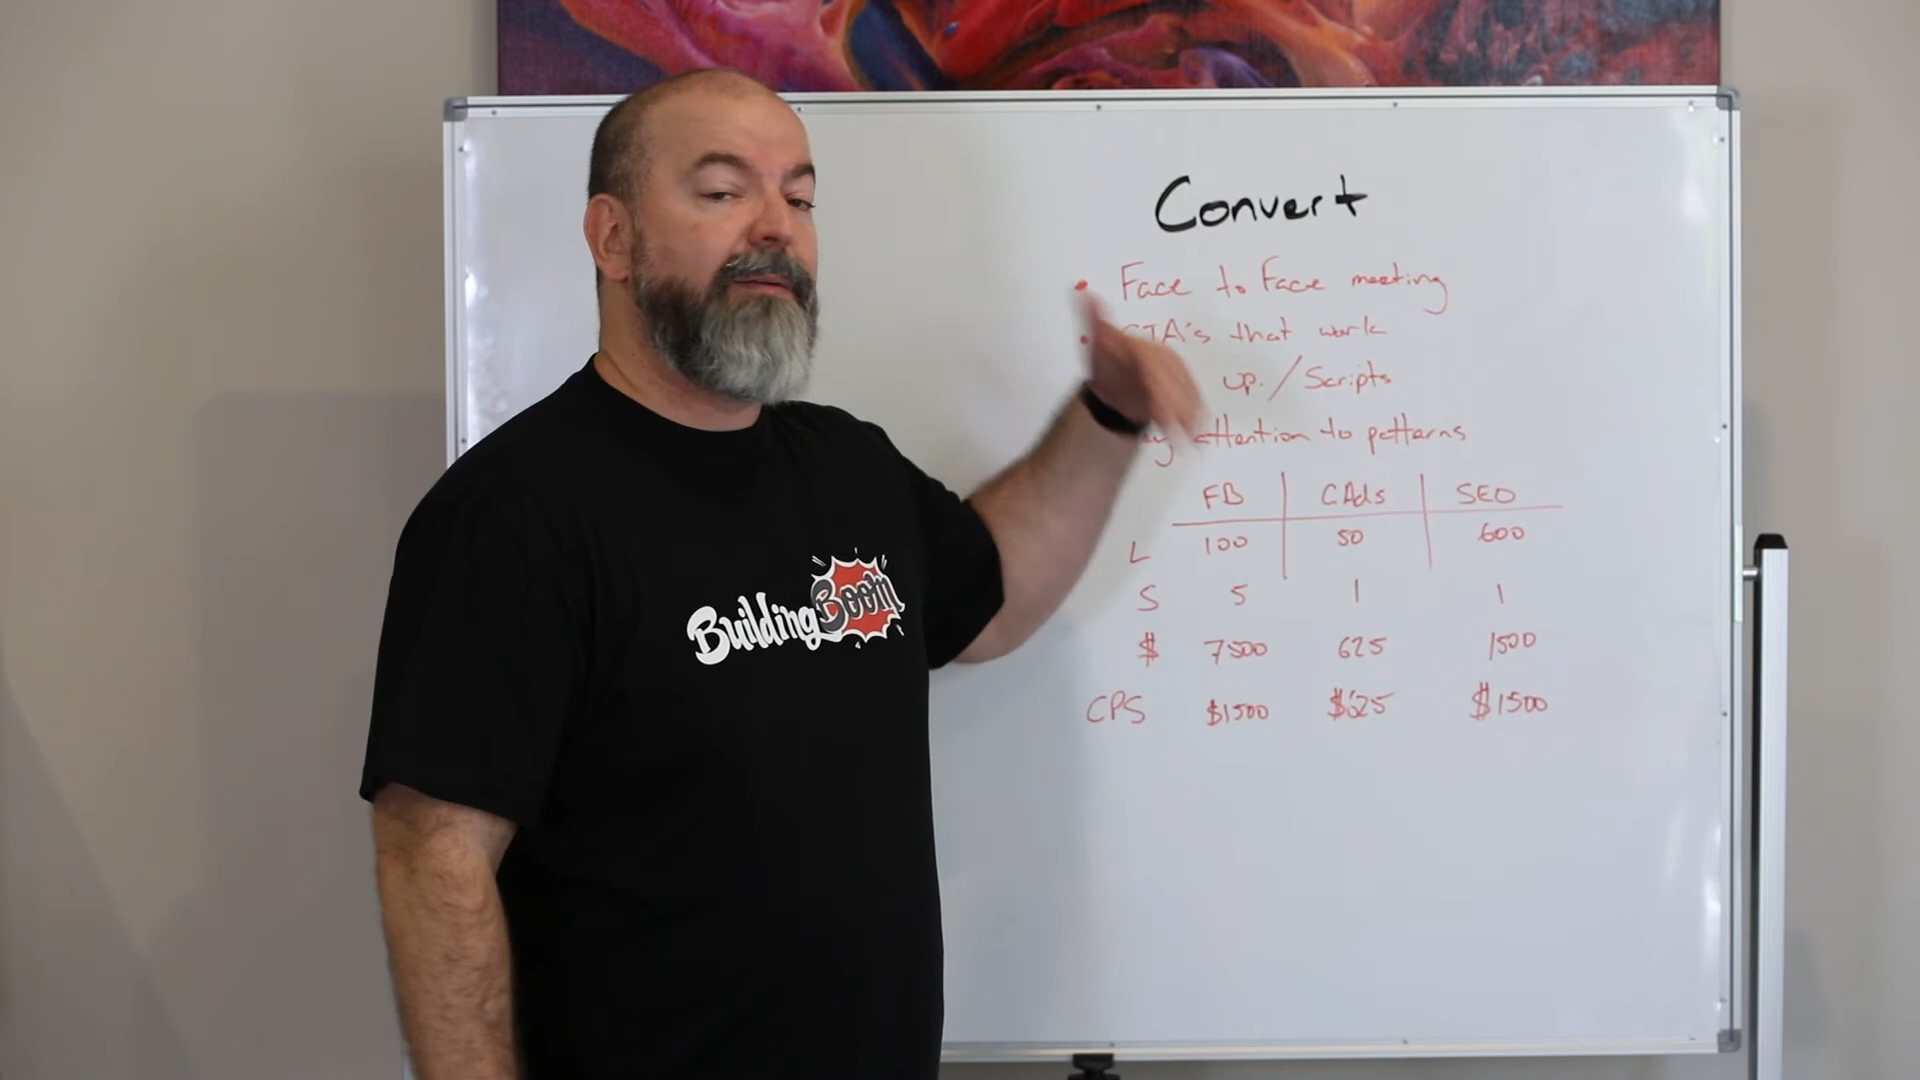 Convert
• Face to Face meeting
• CTA's that work
up. / Scripts
attention to patterns
FB CAds SEO
L 100 50 600
S 5 1 1
$ 7500 625 1500
CPS $1500 $625 $1500
BuildingBoom